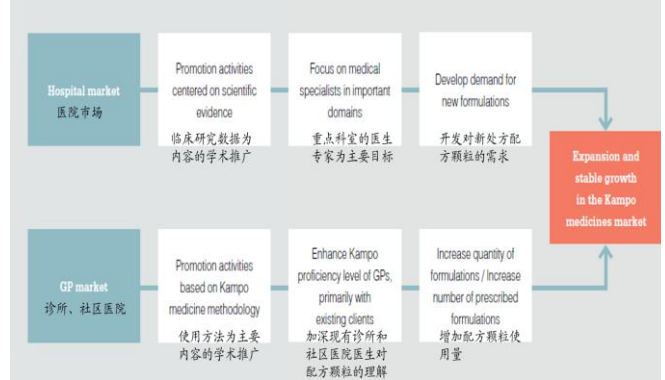 Hospital market
医院市场
Promotion activities
centered on scientific
evidence
临床研究数据为
内容的学术推广
Focus on medical
specialists in important
domains
重点科室的医生
专家为主要目标
Develop demand for
new formulations
开发对新处方配
方颗粒的需求
Expansion and
stable growth
in the Kampo
medicines market
GP market
诊所、社区医院
Promotion activities
based on Kampo
medicine methodology
使用方法为主要
内容的学术推广
Enhance Kampo
proficiency level of GPs,
primarily with
existing clients
加深现有诊所和
社区医院医生对
配方颗粒的理解
Increase quantity of
formulations / Increase
number of prescribed
formulations
增加配方颗粒使
用量